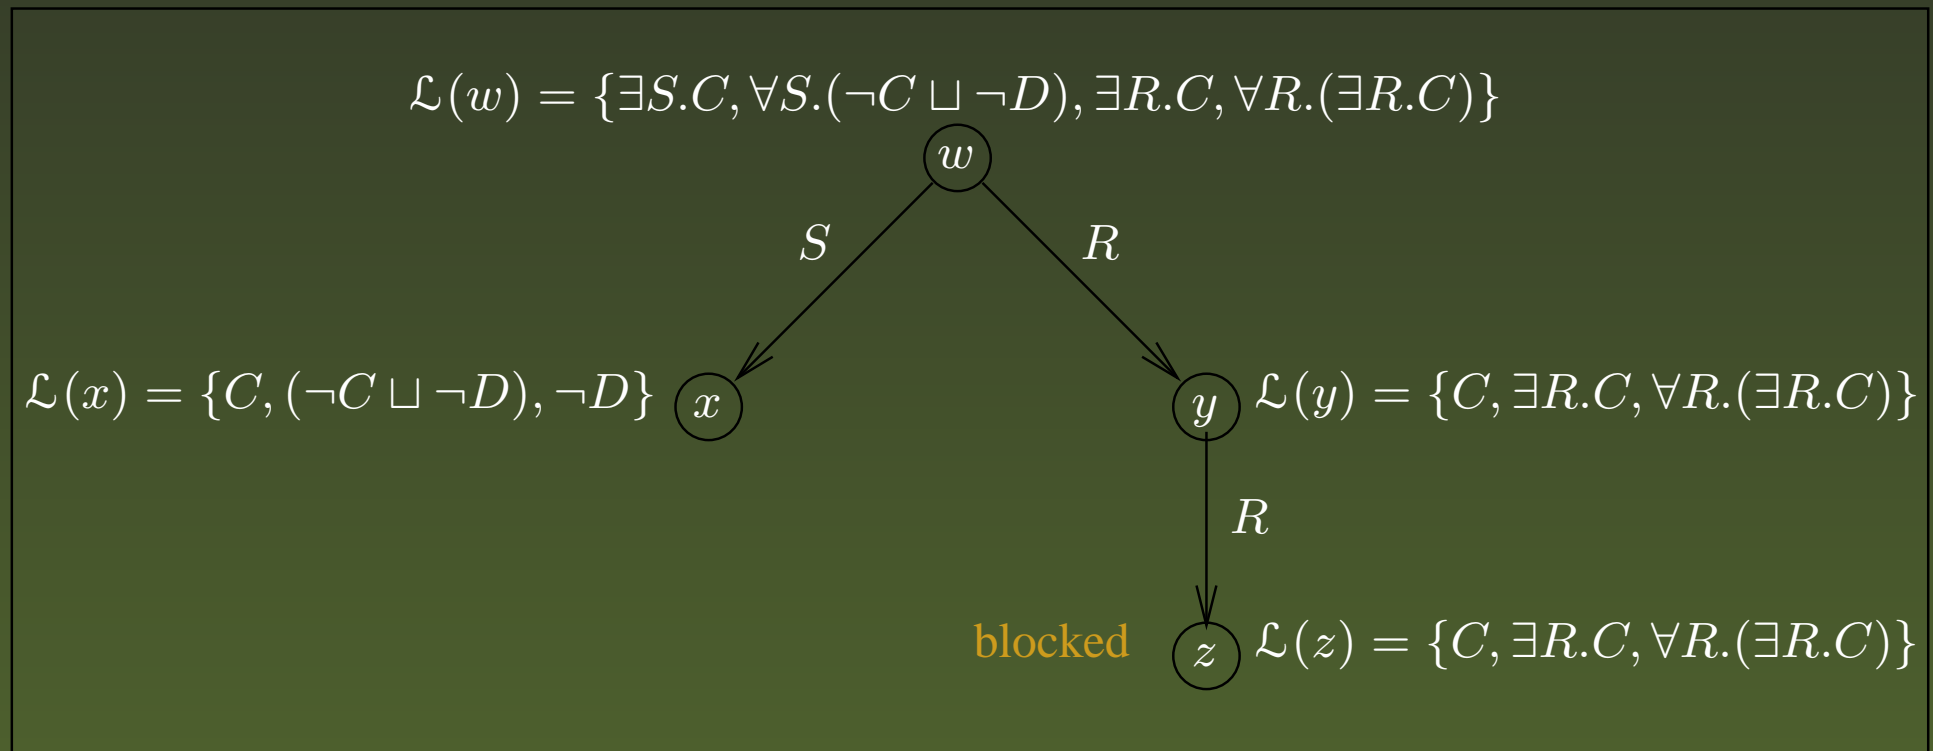 ℒ(w) = {∃S.C, ∀S.(¬C ⊔ ¬D), ∃R.C, ∀R.(∃R.C)}
w
S R
ℒ(x) = {C, (¬C ⊔ ¬D), ¬D} x y ℒ(y) = {C, ∃R.C, ∀R.(∃R.C)}
R
blocked z ℒ(z) = {C, ∃R.C, ∀R.(∃R.C)}